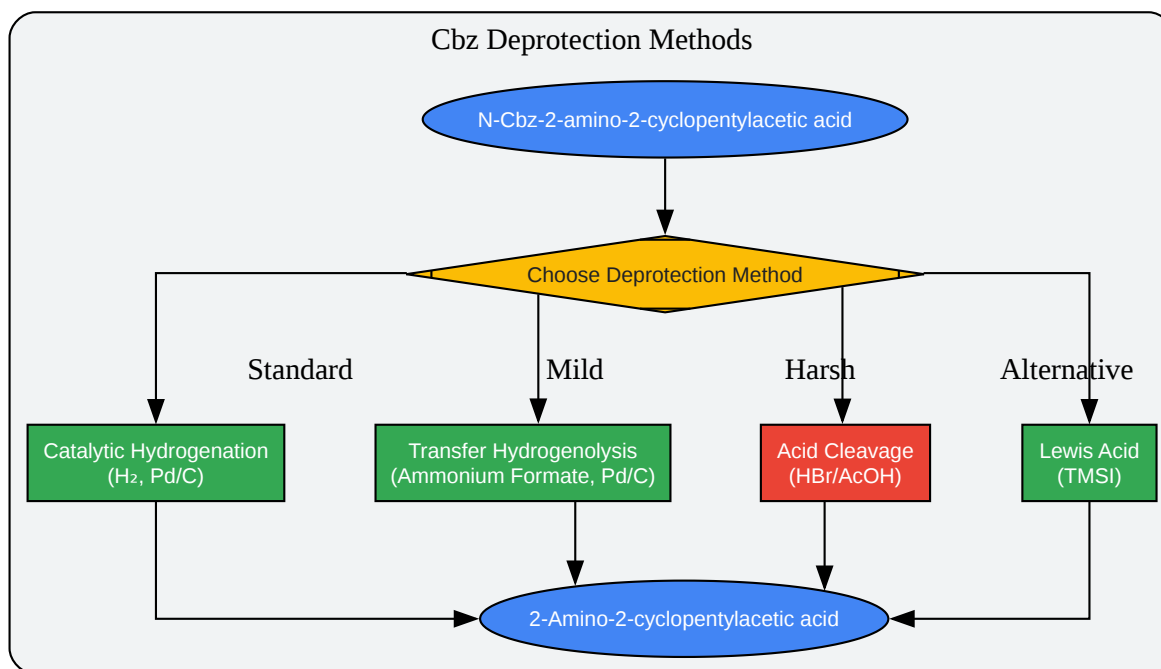 Cbz Deprotection Methods
N-Cbz-2-amino-2-cyclopentylacetic acid
Choose Deprotection Method
Standard
Mild
Harsh
Alternative
Catalytic Hydrogenation
(H₂, Pd/C)
Transfer Hydrogenolysis
(Ammonium Formate, Pd/C)
Acid Cleavage
(HBr/AcOH)
Lewis Acid
(TMSI)
2-Amino-2-cyclopentylacetic acid